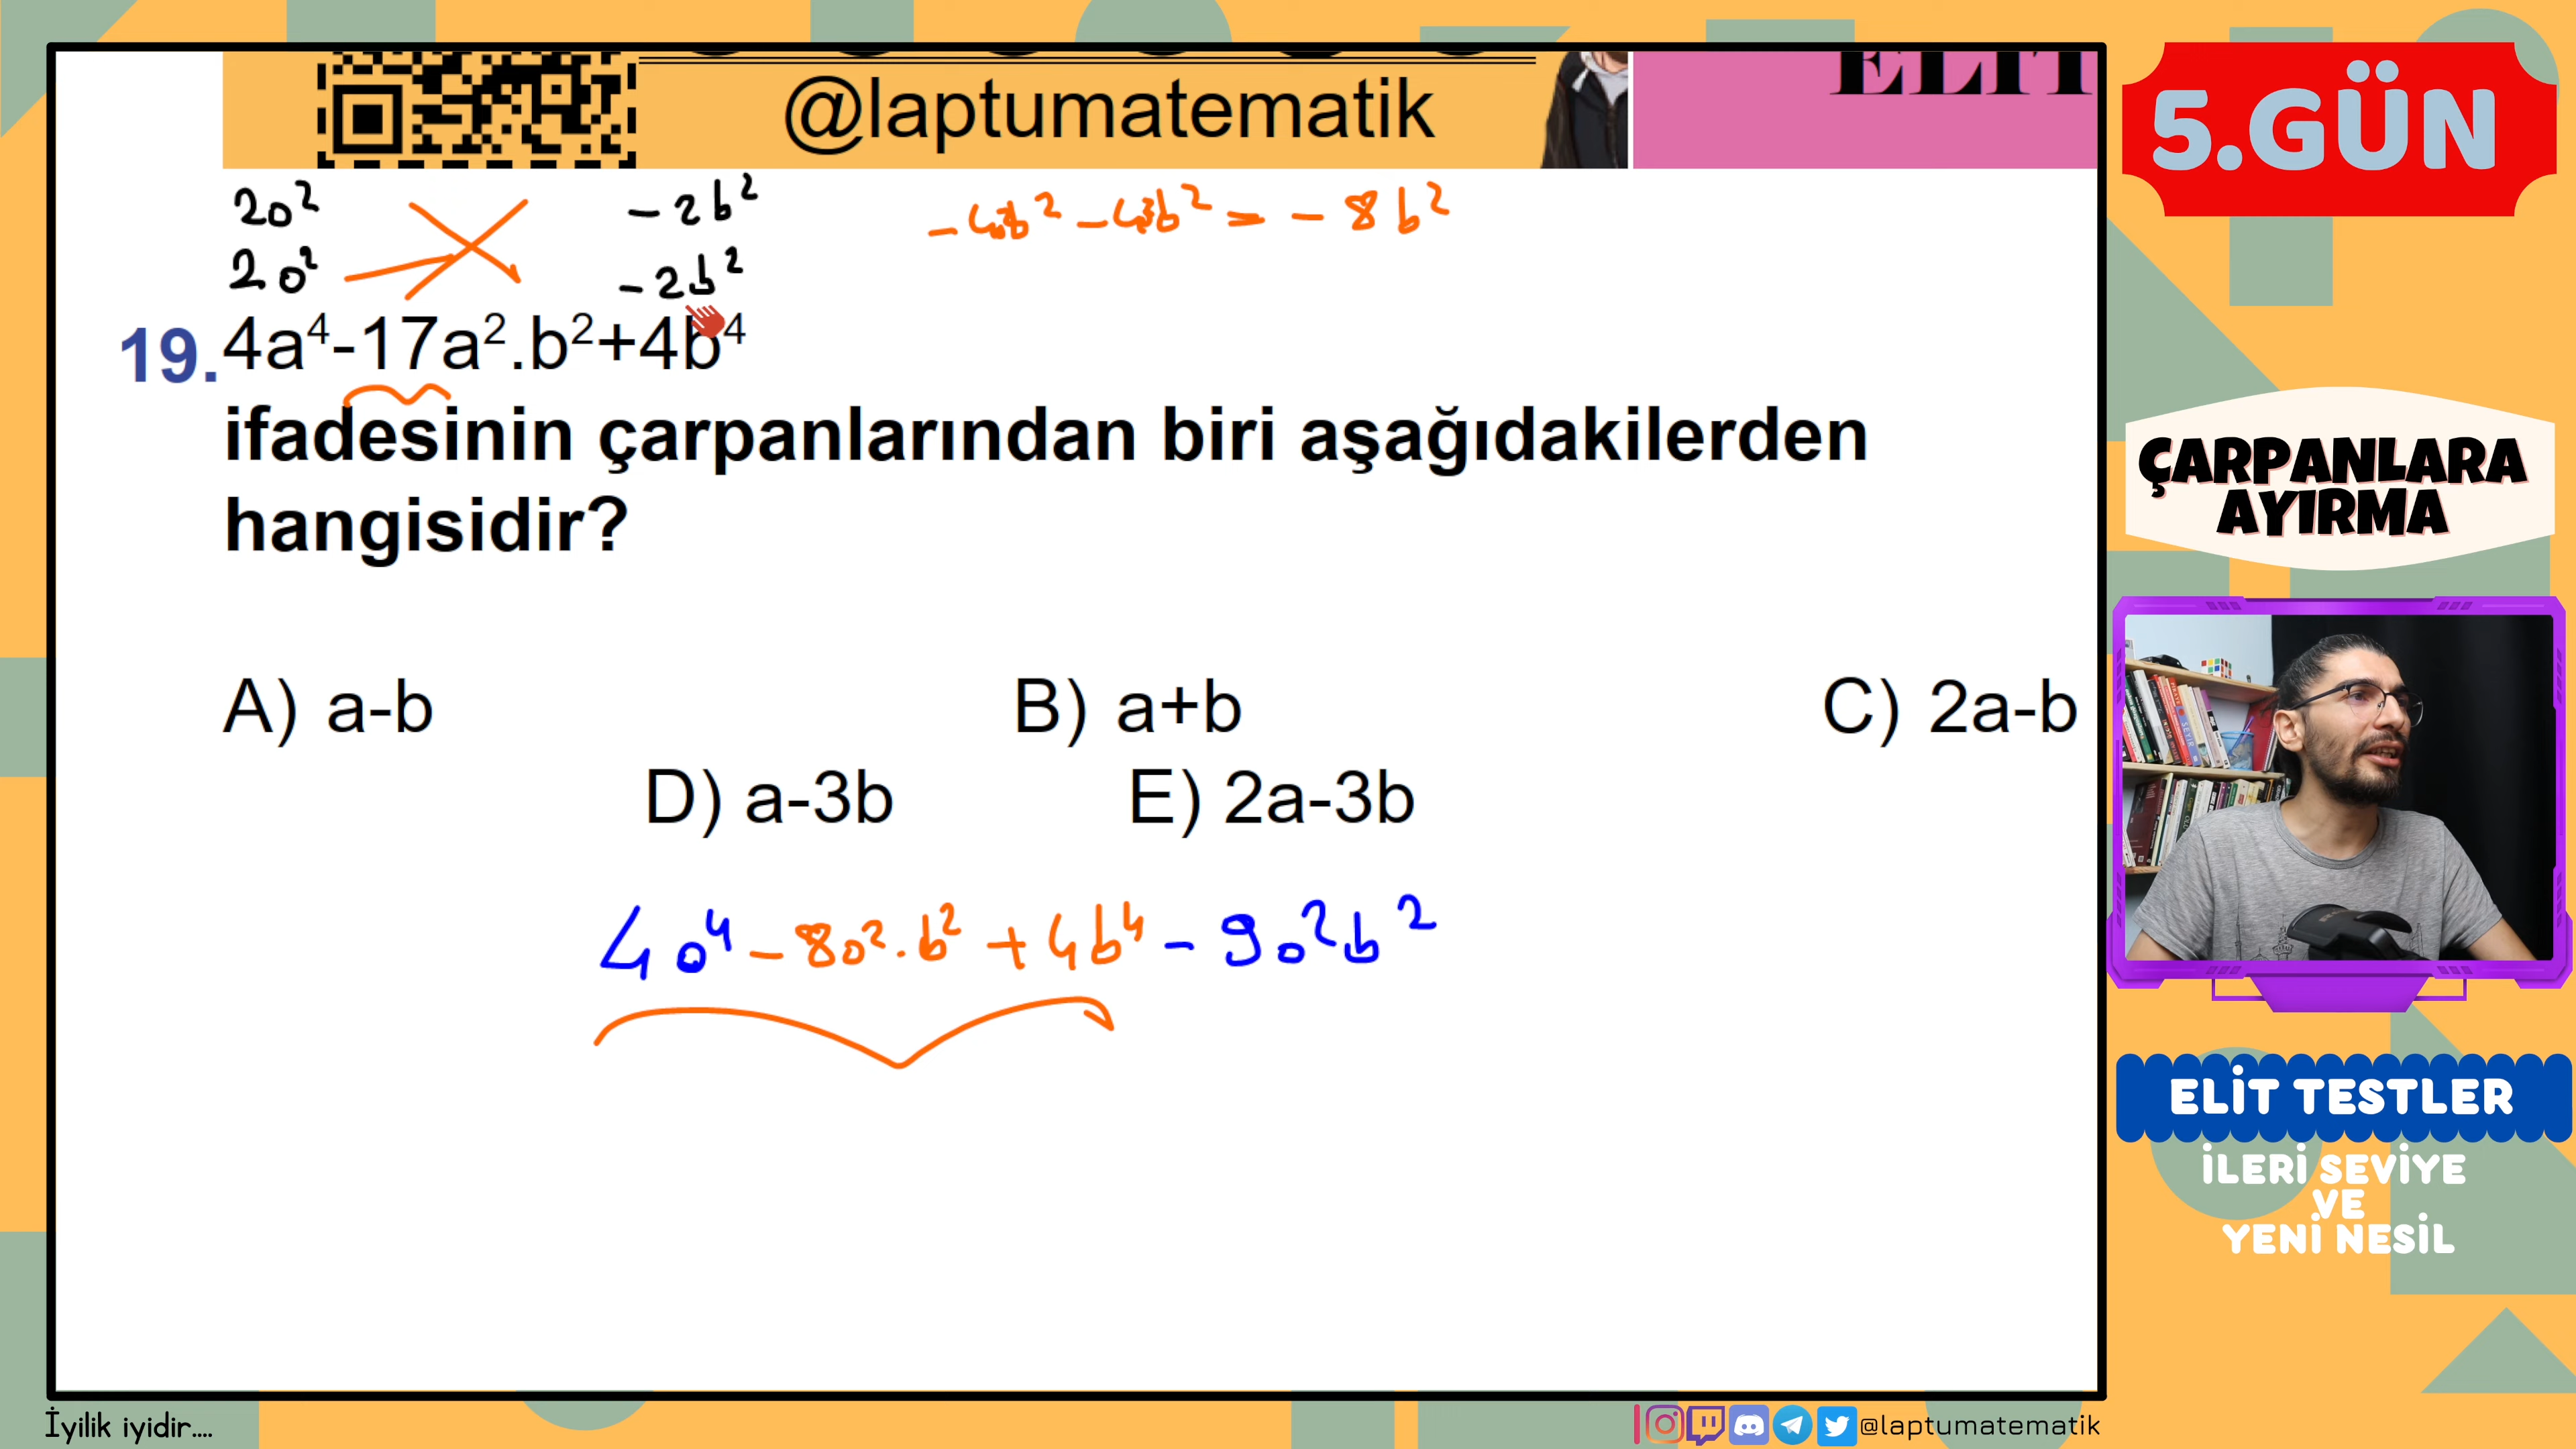 ELİT
@laptumatematik
5.GÜN
2a² -2b² -4a²b²-4a²b² = -8b²
2a² -2b²
19. 4a⁴-17a².b²+4b⁴
ifadesinin çarpanlarından biri aşağıdakilerden
hangisidir?
A) a-b B) a+b C) 2a-b
D) a-3b E) 2a-3b
4a⁴ - 8a².b² + 4b⁴ - 9a²b²
ÇARPANLARA
AYIRMA
ELİT TESTLER
İLERİ SEVİYE
VE
YENİ NESİL
İyilik iyidir....
@laptumatematik